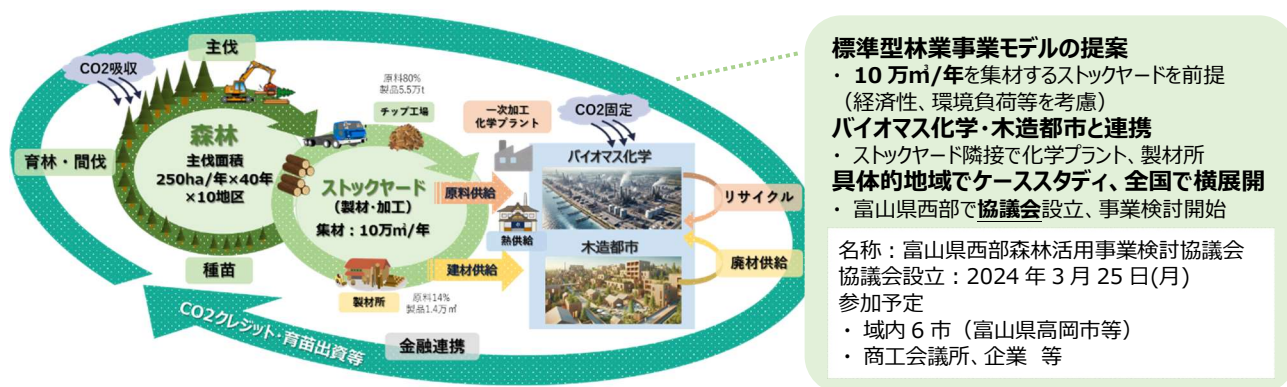 主伐
CO2吸収
森林
主伐面積
250ha/年×40年
×10地区
育林・間伐
種苗
原料80%
製品5.5万t
チップ工場
ストックヤード
(製材・加工)
集材:10万㎥/年
製材所
原料14%
製品1.4万㎥
一次加工
化学プラント
CO2固定
バイオマス化学
原料供給
熱供給
木造都市
建材供給
リサイクル
廃材供給
CO2クレジット・育苗出資等
金融連携
標準型林業事業モデルの提案
・ 10 万㎥/年を集材するストックヤードを前提
(経済性、環境負荷等を考慮)
バイオマス化学・木造都市と連携
・ ストックヤード隣接で化学プラント、製材所
具体的地域でケーススタディ、全国で横展開
・ 富山県西部で協議会設立、事業検討開始
名称:富山県西部森林活用事業検討協議会
協議会設立:2024 年 3 月 25 日(月)
参加予定
・ 域内 6 市(富山県高岡市等)
・ 商工会議所、企業 等